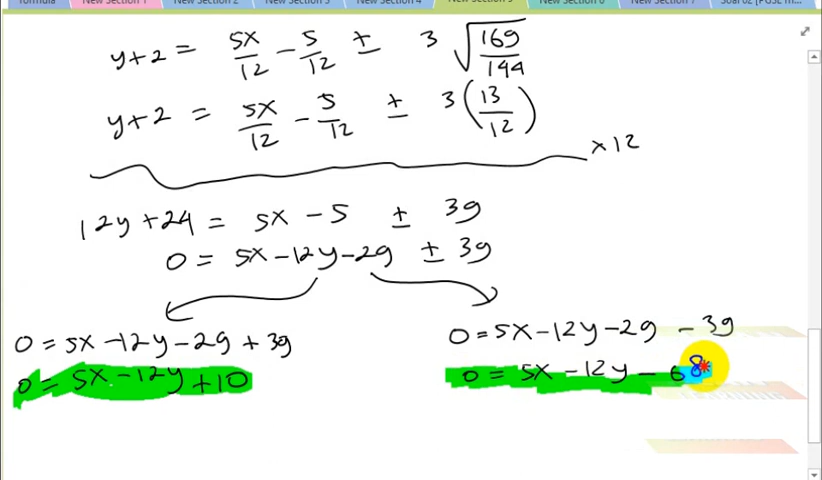 formula New Section 1 New Section 2 New Section 3 New Section 4 New Section 5 New Section 6 New Section 7
y+2 = 5x/12 - 5/12 ± 3 √169/144
y+2 = 5x/12 - 5/12 ± 3 (13/12)
×12
12y+24 = 5x - 5 ± 39
0 = 5x-12y-29 ± 39
0 = 5x -12y - 29 + 39
0 = 5x - 12y + 10
0 = 5x - 12y - 29 - 39
0 = 5x - 12y - 68